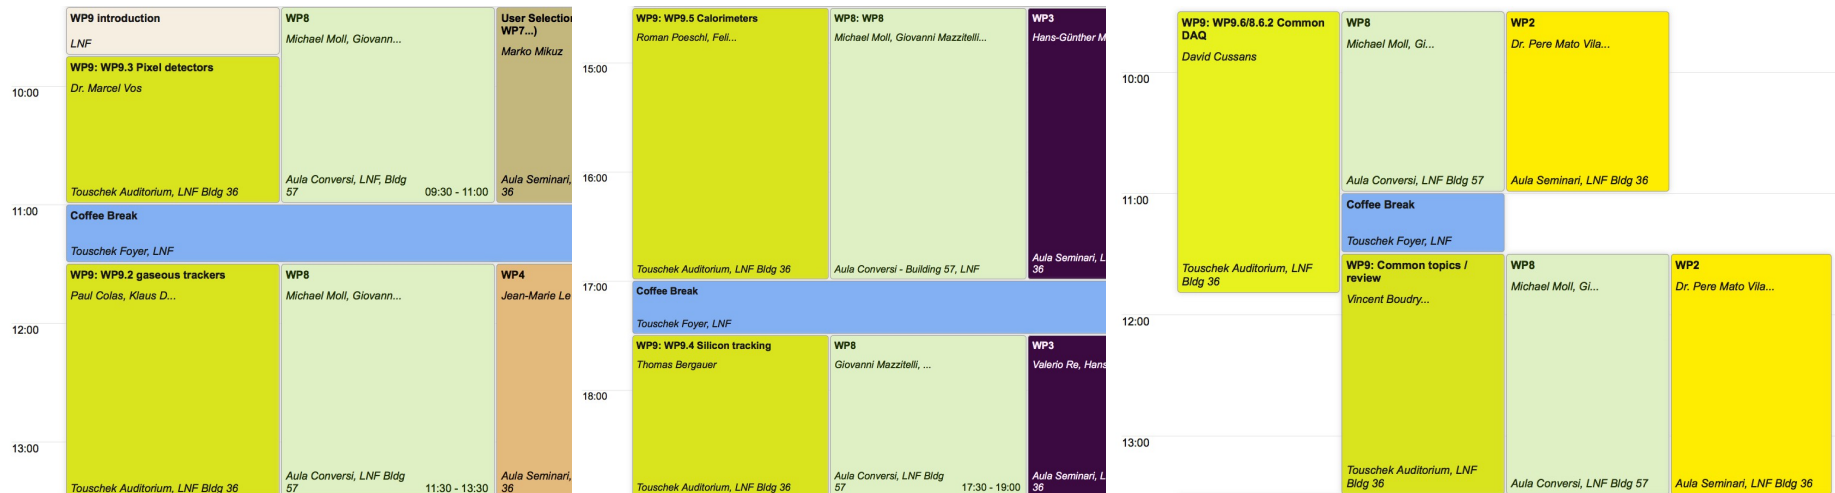 WP9 introduction
LNF
WP9: WP9.3 Pixel detectors
Dr. Marcel Vos
Touschek Auditorium, LNF Bldg 36
WP8
Michael Moll, Giovann...
Aula Conversi, LNF, Bldg
57
09:30 - 11:00
User Selection
WP7...)
Marko Mikuz
Aula Seminari,
36
10:00
11:00
Coffee Break
Touschek Foyer, LNF
WP9: WP9.2 gaseous trackers
Paul Colas, Klaus D...
Touschek Auditorium, LNF Bldg 36
WP8
Michael Moll, Giovann...
Aula Conversi, LNF Bldg
57
11:30 - 13:30
WP4
Jean-Marie Le
Aula Seminari,
36
12:00
13:00
WP9: WP9.5 Calorimeters
Roman Poeschl, Feli...
Touschek Auditorium, LNF Bldg 36
WP8: WP8
Michael Moll, Giovanni Mazzitelli...
Aula Conversi - Building 57, LNF
WP3
Hans-Günther M
Aula Seminari, L
36
15:00
16:00
17:00
Coffee Break
Touschek Foyer, LNF
WP9: WP9.4 Silicon tracking
Thomas Bergauer
Touschek Auditorium, LNF Bldg 36
WP8
Giovanni Mazzitelli, ...
Aula Conversi, LNF Bldg
57
17:30 - 19:00
WP3
Valerio Re, Hans
Aula Seminari, L
36
18:00
WP9: WP9.6/8.6.2 Common
DAQ
David Cussans
Touschek Auditorium, LNF
Bldg 36
WP8
Michael Moll, Gi...
Aula Conversi, LNF Bldg 57
WP2
Dr. Pere Mato Vila...
Aula Seminari, LNF Bldg 36
10:00
11:00
Coffee Break
Touschek Foyer, LNF
WP9: Common topics /
review
Vincent Boudry...
Touschek Auditorium, LNF
Bldg 36
WP8
Michael Moll, Gi...
Aula Conversi, LNF Bldg 57
WP2
Dr. Pere Mato Vila...
Aula Seminari, LNF Bldg 36
12:00
13:00